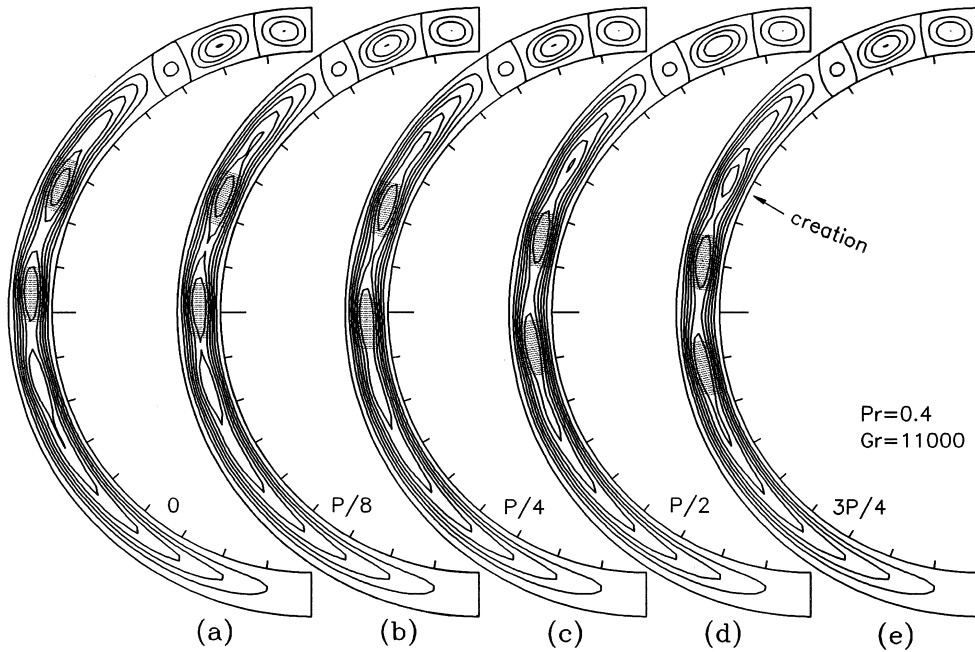 creation
Pr=0.4
Gr=11000
0 P/8 P/4 P/2 3P/4
(a) (b) (c) (d) (e)